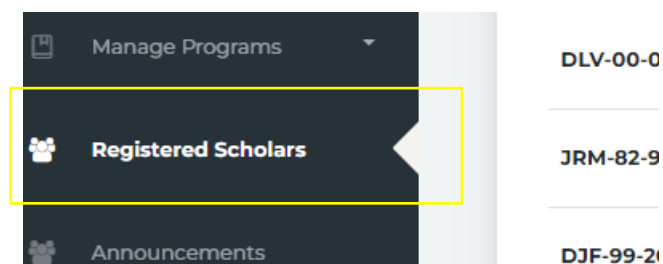 Manage Programs
DLV-00-0
Registered Scholars
JRM-82-9
Announcements
DJF-99-2